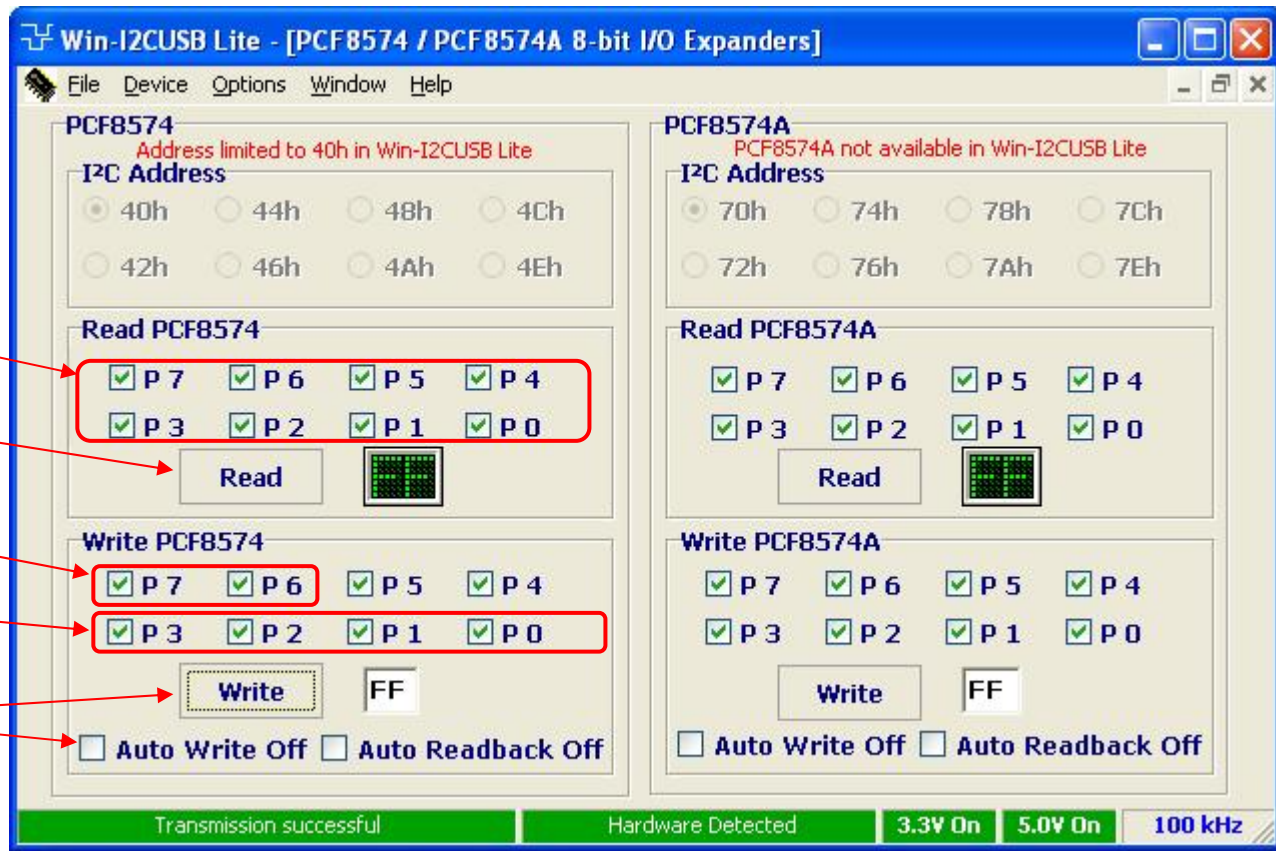 Win-I2CUSB Lite - [PCF8574 / PCF8574A 8-bit I/O Expanders]
File Device Options Window Help
PCF8574
Address limited to 40h in Win-I2CUSB Lite
I²C Address
40h 44h 48h 4Ch
42h 46h 4Ah 4Eh
Read PCF8574
P 7 P 6 P 5 P 4
P 3 P 2 P 1 P 0
Read FF
Write PCF8574
P 7 P 6 P 5 P 4
P 3 P 2 P 1 P 0
Write FF
Auto Write Off Auto Readback Off
PCF8574A
PCF8574A not available in Win-I2CUSB Lite
I²C Address
70h 74h 78h 7Ch
72h 76h 7Ah 7Eh
Read PCF8574A
P 7 P 6 P 5 P 4
P 3 P 2 P 1 P 0
Read FF
Write PCF8574A
P 7 P 6 P 5 P 4
P 3 P 2 P 1 P 0
Write FF
Auto Write Off Auto Readback Off
Transmission successful Hardware Detected 3.3V On 5.0V On 100 kHz